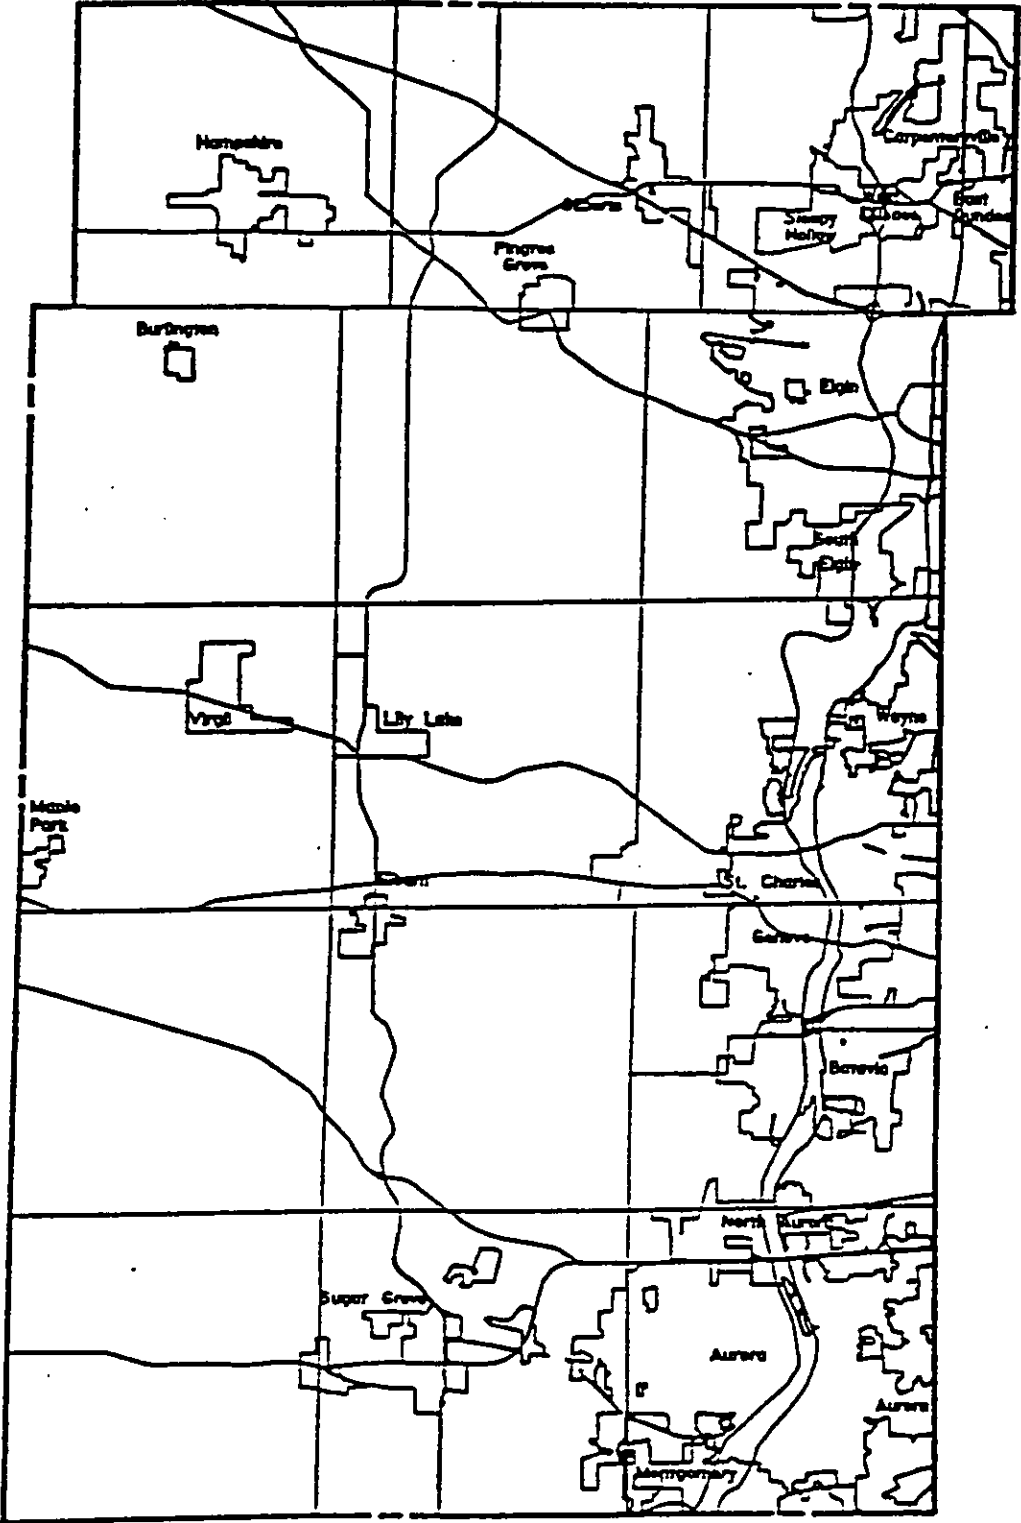 Carpentersville
Hampshire
East
Dundee
Sleepy
Hollow
Pingree
Grove
Burlington
Elgin
South
Elgin
Virgil
Lily Lake
Wayne
Maple
Park
St. Charles
Geneva
Batavia
North Aurora
Sugar Grove
Aurora
Aurora
Montgomery